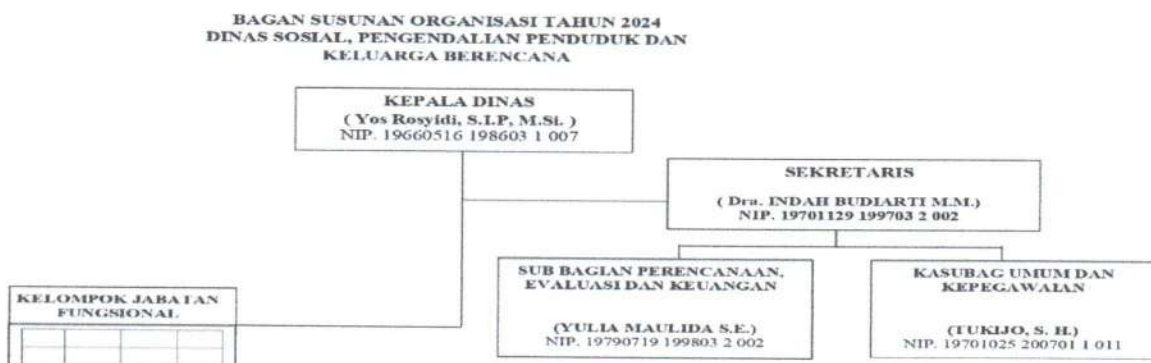 BAGAN SUSUNAN ORGANISASI TAHUN 2024
DINAS SOSIAL, PENGENDALIAN PENDUDUK DAN
KELUARGA BERENCANA
KEPALA DINAS
( Yos Rosyidi, S.I.P, M.Si. )
NIP. 19660516 198603 1 007
SEKRETARIS
( Dra. INDAH BUDIARTI M.M.)
NIP. 19701129 199703 2 002
SUB BAGIAN PERENCANAAN,
EVALUASI DAN KEUANGAN
(YULIA MAULIDA S.E.)
NIP. 19790719 199803 2 002
KASUBAG UMUM DAN
KEPEGAWAIAN
(TUKIJO, S. H.)
NIP. 19701025 200701 1 011
KELOMPOK JABATAN
FUNGSIONAL